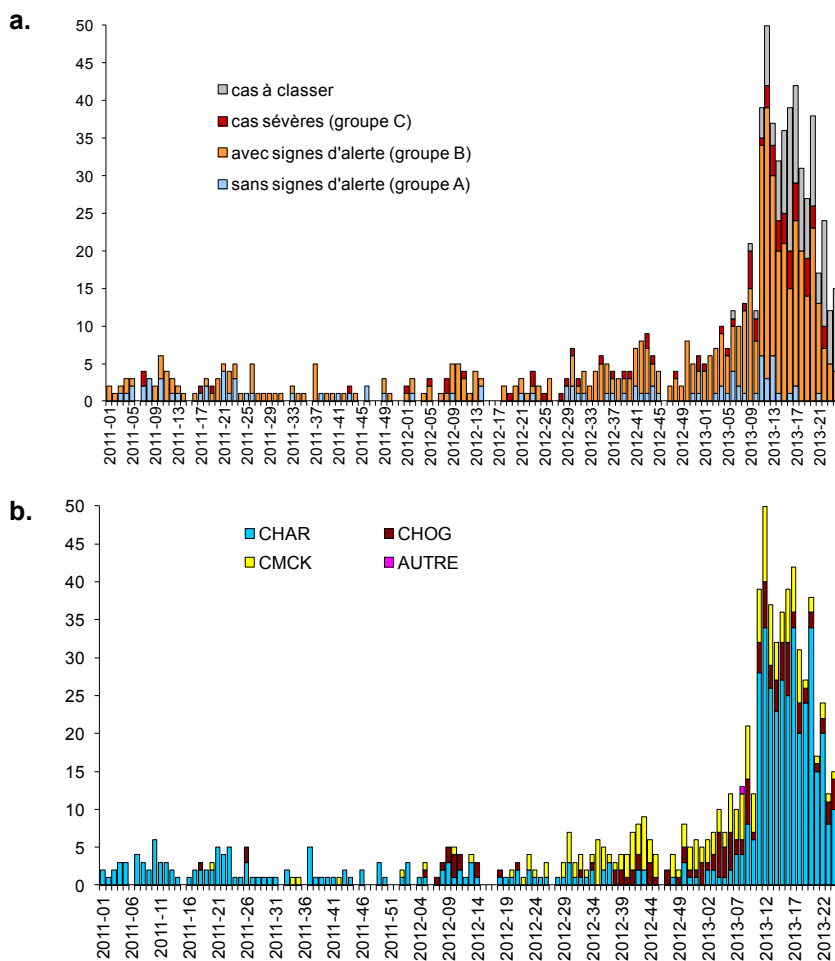 a.
50
45
40
35
30
25
20
15
10
5
0
cas à classer
cas sévères (groupe C)
avec signes d'alerte (groupe B)
sans signes d'alerte (groupe A)
2011-01 2011-05 2011-09 2011-13 2011-17 2011-21 2011-25 2011-29 2011-33 2011-37 2011-41 2011-45 2011-49 2012-01 2012-05 2012-09 2012-13 2012-17 2012-21 2012-25 2012-29 2012-33 2012-37 2012-41 2012-45 2012-49 2013-01 2013-05 2013-09 2013-13 2013-17 2013-21
b.
50
45
40
35
30
25
20
15
10
5
0
CHAR CHOG
CMCK AUTRE
2011-01 2011-06 2011-11 2011-16 2011-21 2011-26 2011-31 2011-36 2011-41 2011-46 2011-51 2012-04 2012-09 2012-14 2012-19 2012-24 2012-29 2012-34 2012-39 2012-44 2012-49 2013-02 2013-07 2013-12 2013-17 2013-22